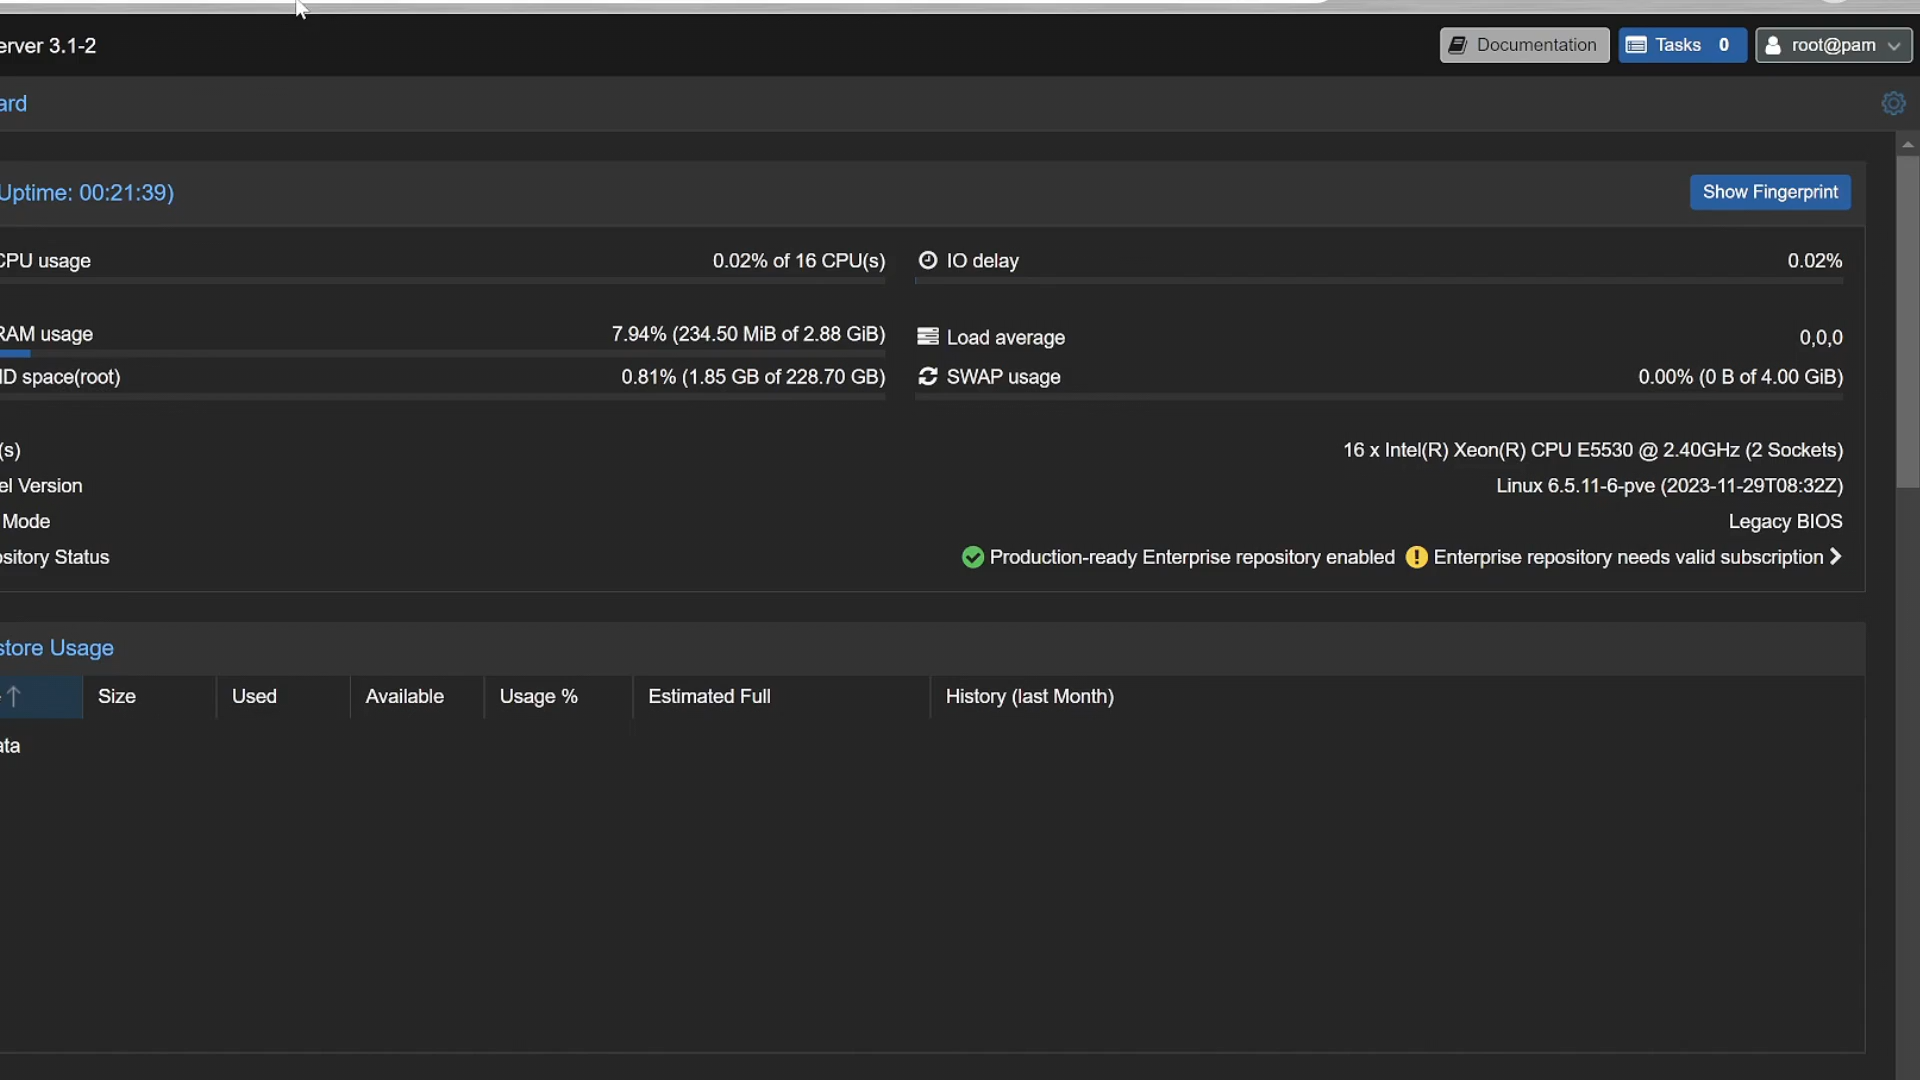 erver 3.1-2
Documentation
Tasks 0
root@pam
ard
Uptime: 00:21:39)
Show Fingerprint
CPU usage 0.02% of 16 CPU(s)
IO delay 0.02%
RAM usage 7.94% (234.50 MiB of 2.88 GiB)
Load average 0,0,0
D space(root) 0.81% (1.85 GB of 228.70 GB)
SWAP usage 0.00% (0 B of 4.00 GiB)
(s) 16 x Intel(R) Xeon(R) CPU E5530 @ 2.40GHz (2 Sockets)
el Version Linux 6.5.11-6-pve (2023-11-29T08:32Z)
Mode Legacy BIOS
ository Status Production-ready Enterprise repository enabled Enterprise repository needs valid subscription
store Usage
Size Used Available Usage % Estimated Full History (last Month)
ata